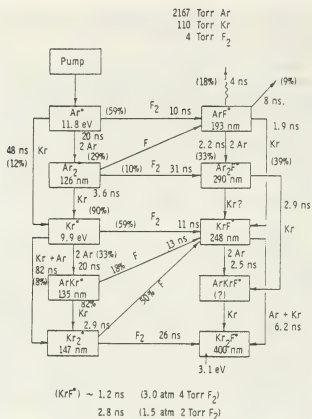 2167 Torr Ar
110 Torr Kr
4 Torr F2
Pump
(18%)
4 ns
(9%)
8 ns.
Ar*
11.8 eV
(59%)
F2
10 ns
ArF*
193 nm
1.9 ns
48 ns
(12%)
Kr
20 ns
2 Ar
(29%)
F
2.2 ns
(33%)
2 Ar
Kr
(39%)
Ar2*
126 nm
(10%)
F2
31 ns
Ar2F*
290 nm
3.6 ns
Kr
(90%)
Kr?
2.9 ns
Kr
Kr*
9.9 eV
(59%)
F2
11 ns
KrF*
248 nm
Kr + Ar
82 ns
(8%)
2 Ar
(33%)
20 ns
13 ns
18%
F
2 Ar
2.5 ns
ArKr*
135 nm
ArKrF*
(?)
82%
Kr
2.9 ns
F
Kr
Ar + Kr
6.2 ns
Kr2*
147 nm
F2
26 ns
Kr2F*
400 nm
3.1 eV
(KrF*) ~ 1.2 ns (3.0 atm 4 Torr F2)
2.8 ns (1.5 atm 2 Torr F2)